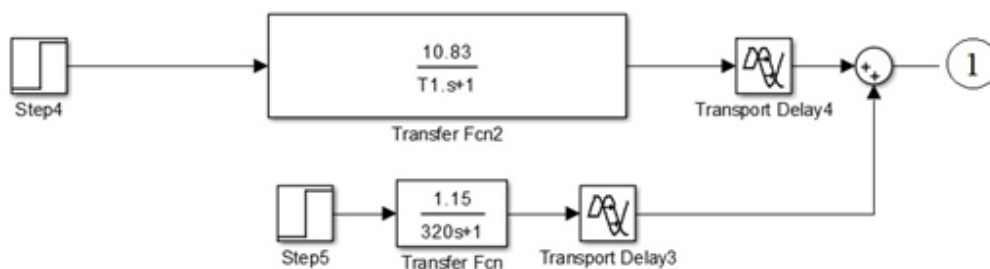 10.83
T1.s+1
Step4
Transfer Fcn2
Transport Delay4
++
1
1.15
320s+1
Step5
Transfer Fcn
Transport Delay3